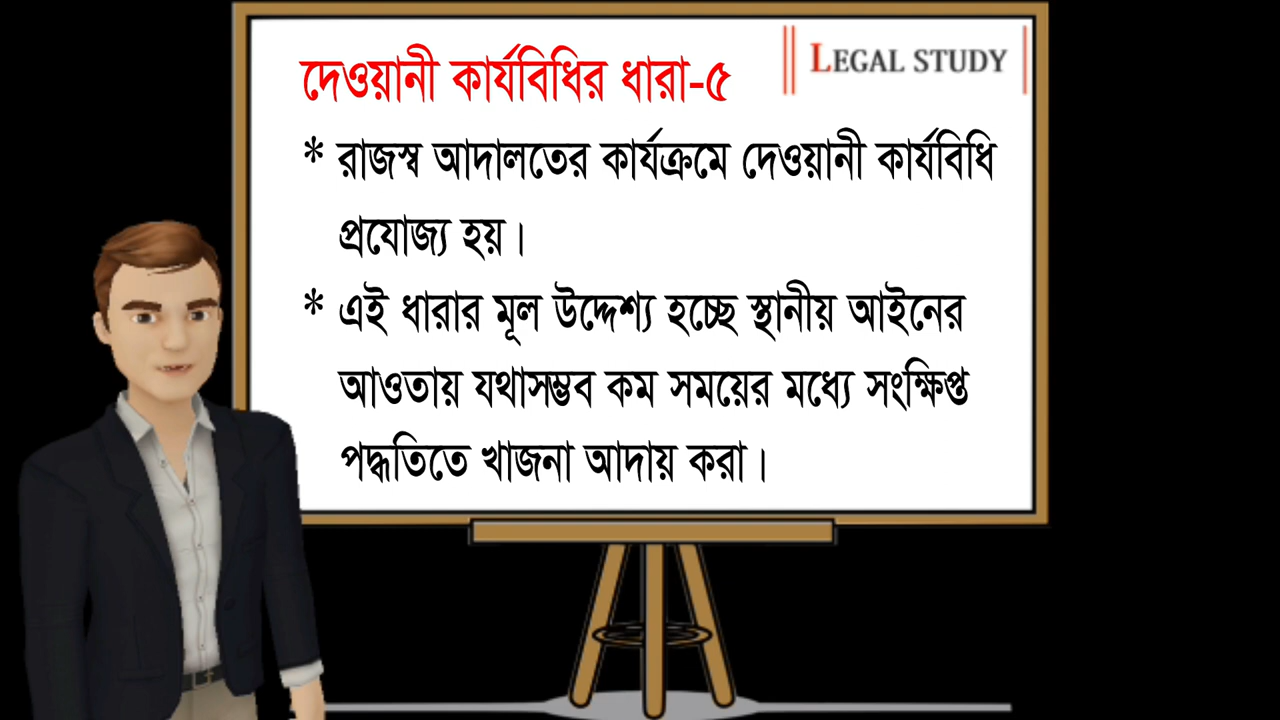 দেওয়ানী কার্যবিধির ধারা-৫
LEGAL STUDY
* রাজস্ব আদালতের কার্যক্রমে দেওয়ানী কার্যবিধি
প্রযোজ্য হয়।
* এই ধারার মূল উদ্দেশ্য হচ্ছে স্থানীয় আইনের
আওতায় যথাসম্ভব কম সময়ের মধ্যে সংক্ষিপ্ত
পদ্ধতিতে খাজনা আদায় করা।